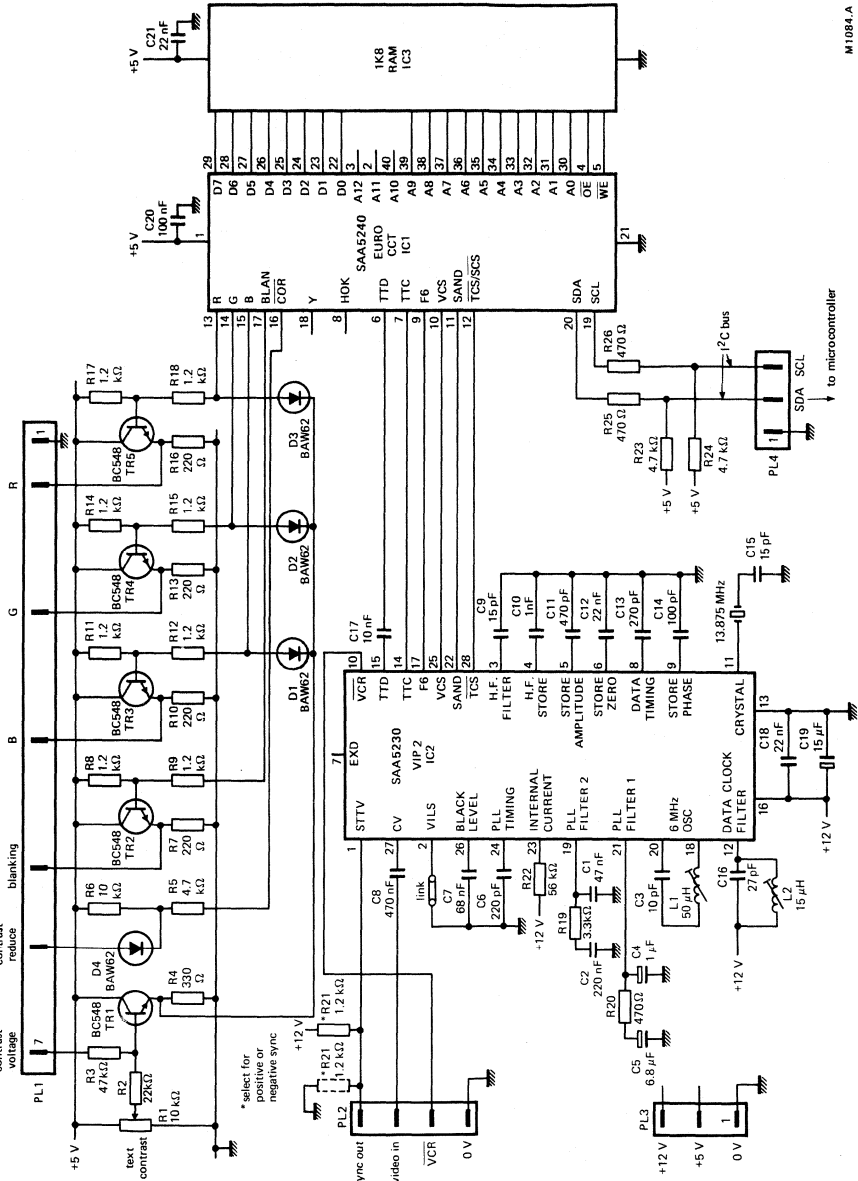 M1084.A
+5 V
C21
22 nF
1K8
RAM
IC3
+5 V
C20
100 nF
1
29 D7
28 D6
27 D5
26 D4
25 D3
24 D2
23 D1
22 D0
3 A12
2 A11
40 A10
39 A9
38 A8
37 A7
36 A6
35 A5
34 A4
33 A3
32 A2
31 A1
30 A0
4 OE
5 WE
SAA5240
EURO
CCT
IC1
21
13 R
14 G
15 B
17 BLAN
16 COR
18 Y
8 HOK
6 TTD
7 TTC
9 F6
10 VCS
11 SAND
12 TCS/SCS
20 SDA
19 SCL
R26
470 Ω
R25
470 Ω
I²C bus
R23
4.7 kΩ
+5 V
R24
4.7 kΩ
+5 V
PL4
1
SDA
SCL
to microcontroller
R
G
B
blanking
reduce
voltage
1
7
PL1
R17
1.2
kΩ
R18
1.2
kΩ
BC548
TR5
R16
220
Ω
D3
BAW62
R14
1.2
kΩ
R15
1.2
kΩ
BC548
TR4
R13
220
Ω
D2
BAW62
R11
1.2
kΩ
R12
1.2
kΩ
BC548
TR3
R10
220
Ω
D1
BAW62
R8
1.2
kΩ
R9
1.2
kΩ
BC548
TR2
R7
220
Ω
R6
10
kΩ
R5
4.7
kΩ
D4
BAW62
BC548
TR1
R4
330
Ω
R3
47kΩ
R2
22kΩ
R1
10 kΩ
+5 V
text
contrast
*select for
positive or
negative sync
+12 V
*R21
1.2 kΩ
*R21
1.2 kΩ
PL2
sync out
video in
VCR
0 V
PL3
1
+12 V
+5 V
0 V
C17
10 nF
10 VCR
15 TTD
14 TTC
17 F6
25 VCS
22 SAND
28 TCS
3 H.F.
FILTER
4 H.F.
STORE
5 STORE
AMPLITUDE
6 STORE
ZERO
8 DATA
TIMING
9 STORE
PHASE
11 CRYSTAL
7 EXD
SAA5230
VIP 2
IC2
1 STTV
27 CV
2 VILS
26 BLACK
LEVEL
24 PLL
TIMING
23 INTERNAL
CURRENT
19 PLL
FILTER 2
21 PLL
FILTER 1
20 6 MHz
18 OSC
12 DATA CLOCK
FILTER
16
13
C9
15 pF
C10
1nF
C11
470 pF
C12
22 nF
C13
270 pF
C14
100 pF
13.875 MHz
C15
15 pF
C18
22 nF
C19
15 µF
+12 V
C8
470 nF
link
C7
68 nF
C6
220 pF
R22
56 kΩ
+12 V
R19
3.3kΩ
C1
47 nF
C2
220 nF
C3
10 pF
L1
50 µH
R20
470Ω
C4
1 µF
C5
6.8 µF
C16
27 pF
L2
15 µH
+12 V